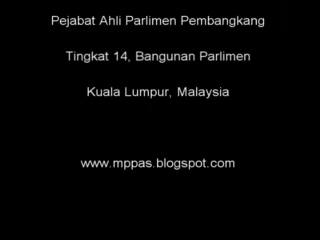 Pejabat Ahli Parlimen Pembangkang
Tingkat 14, Bangunan Parlimen
Kuala Lumpur, Malaysia
www.mppas.blogspot.com